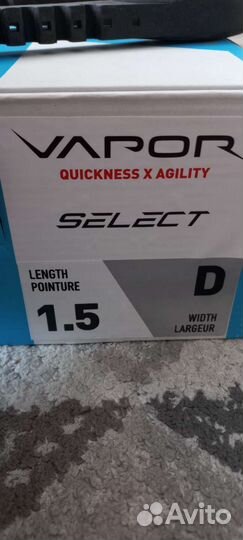 VAPOR
QUICKNESS X AGILITY
SELECT
LENGTH
POINTURE
1.5
D
WIDTH
LARGEUR
Avito